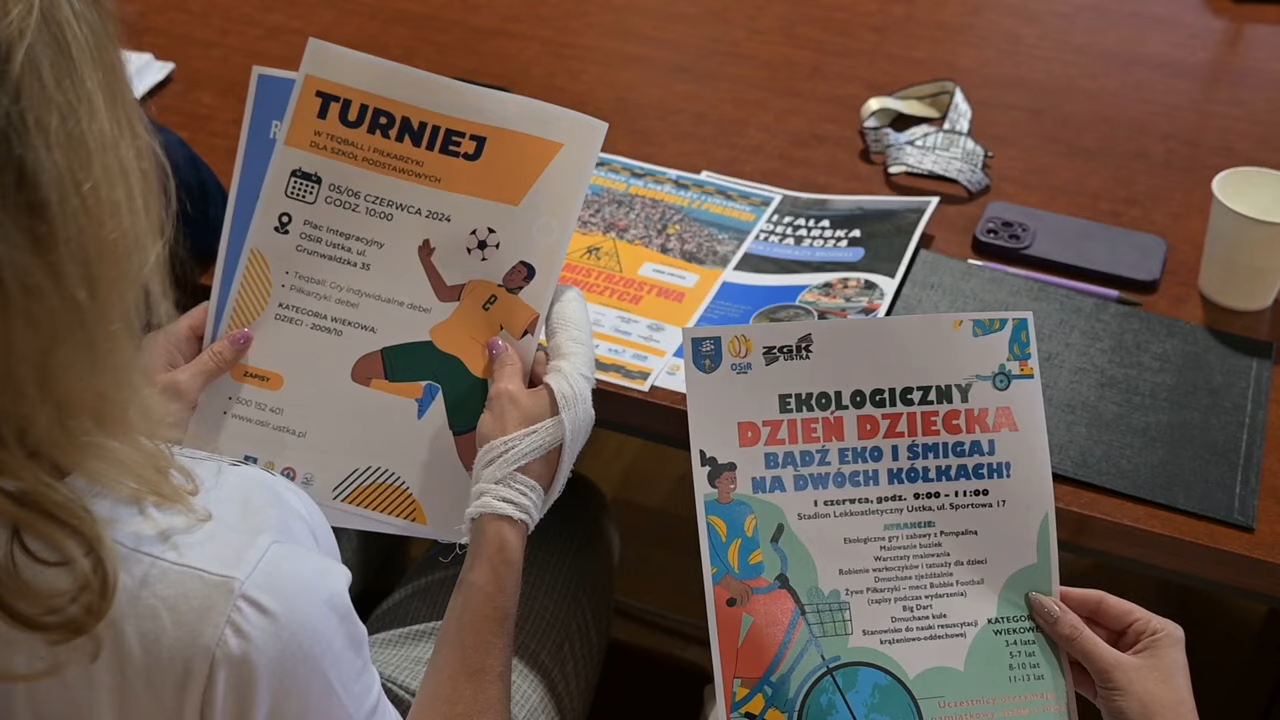 TURNIEJ
W TEQBALL I PIŁKARZYKI
DLA SZKÓŁ PODSTAWOWYCH
05/06 CZERWCA 2024
GODZ. 10:00
Plac Integracyjny
OSiR Ustka, ul.
Grunwaldzka 35
• Teqball: Gry indywidualne debel
• Piłkarzyki: debel
KATEGORIA WIEKOWA:
DZIECI - 2009/10
ZAPISY
• 500 152 401
• www.osir.ustka.pl
I FALA
2024
MISTRZOSTWA
OSiR
ZGK
USTKA
EKOLOGICZNY
DZIEŃ DZIECKA
BĄDŹ EKO I ŚMIGAJ
NA DWÓCH KÓŁKACH!
1 czerwca, godz. 9:00 - 11:00
Stadion Lekkoatletyczny Ustka, ul. Sportowa 17
ATRAKCJE:
Ekologiczne gry i zabawy z Pompaliną
Malowanie buziek
Warsztaty malowania
Robienie warkoczyków i tatuaży dla dzieci
Dmuchane zjeżdżalnie
Żywe Piłkarzyki - mecz Bubble Football
(zapisy podczas wydarzenia)
Big Dart
Dmuchane kule
Stanowisko do nauki resuscytacji
krążeniowo-oddechowej
WIEKOWE
3-4 lata
5-7 lat
8-10 lat
11-13 lat
Uczestnicy